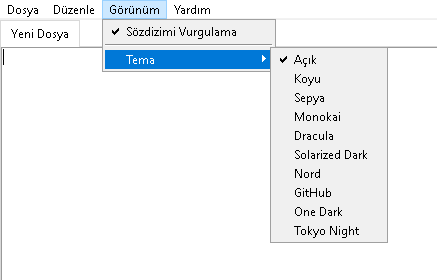 Dosya Düzenle Görünüm Yardım
Yeni Dosya
Sözdizimi Vurgulama
Tema
Açık
Koyu
Sepya
Monokai
Dracula
Solarized Dark
Nord
GitHub
One Dark
Tokyo Night